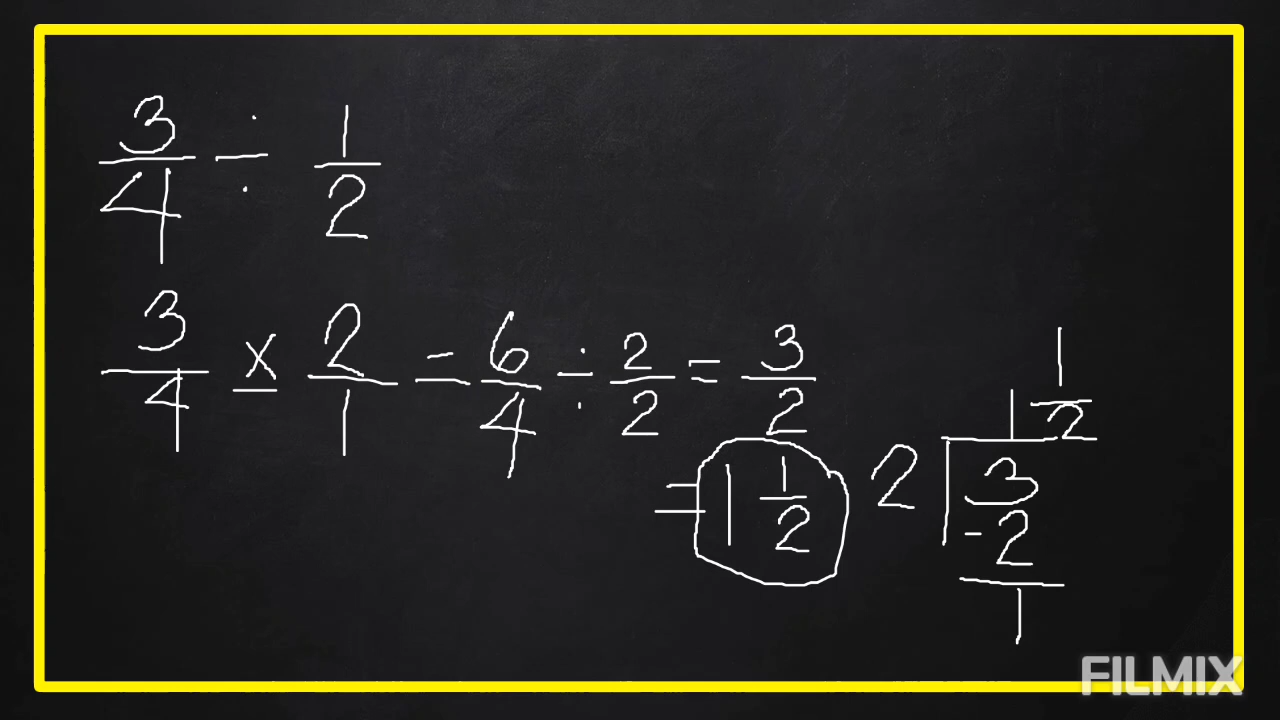 3/4 ÷ 1/2
3/4 x 2/1 = 6/4 ÷ 2/2 = 3/2
= 1 1/2
1 1/2
2 3
-2
1
FILMIX